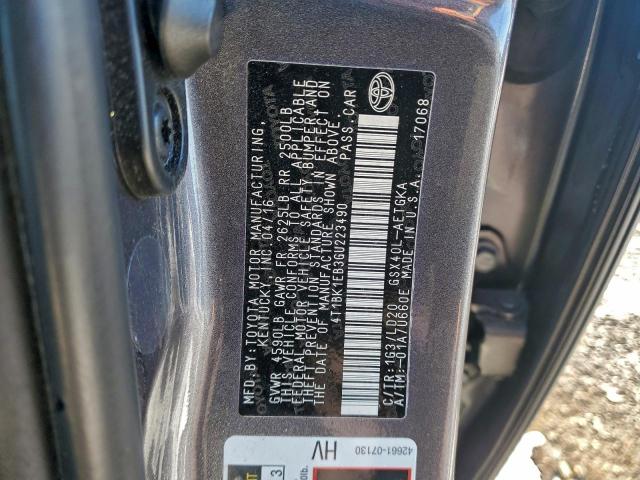 MFD.BY:TOYOTA MOTOR MANUFACTURING,
KENTUCKY,INC. 04/16
GVWR 4590LB GAWR FR 2625LB RR 2500LB
THIS VEHICLE CONFORMS TO ALL APPLICABLE
FEDERAL MOTOR VEHICLE SAFETY,BUMPER,AND
THEFT PREVENTION STANDARDS IN EFFECT ON
THE DATE OF MANUFACTURE SHOWN ABOVE.
4T1BK1EB3GU223490 PASS.CAR
C/TR:1G3/LD20 GSX40L-AETGKA
A/TM:-01A/U660E MADE IN U.S.A.
17068
42661-07130
HV
3